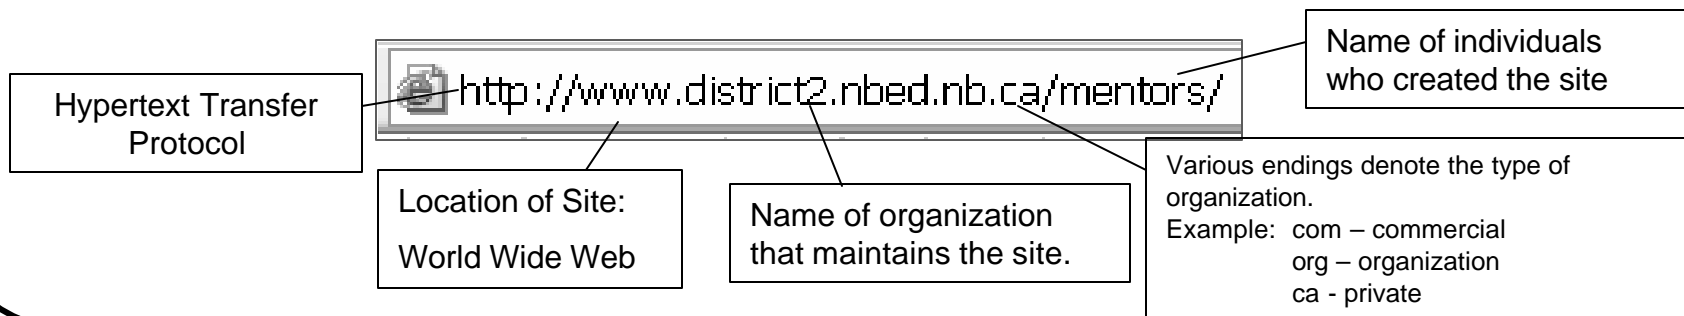 http://www.district2.nbed.nb.ca/mentors/
Hypertext Transfer
Protocol
Location of Site:
World Wide Web
Name of organization
that maintains the site.
Name of individuals
who created the site
Various endings denote the type of
organization.
Example: com – commercial
org – organization
ca - private